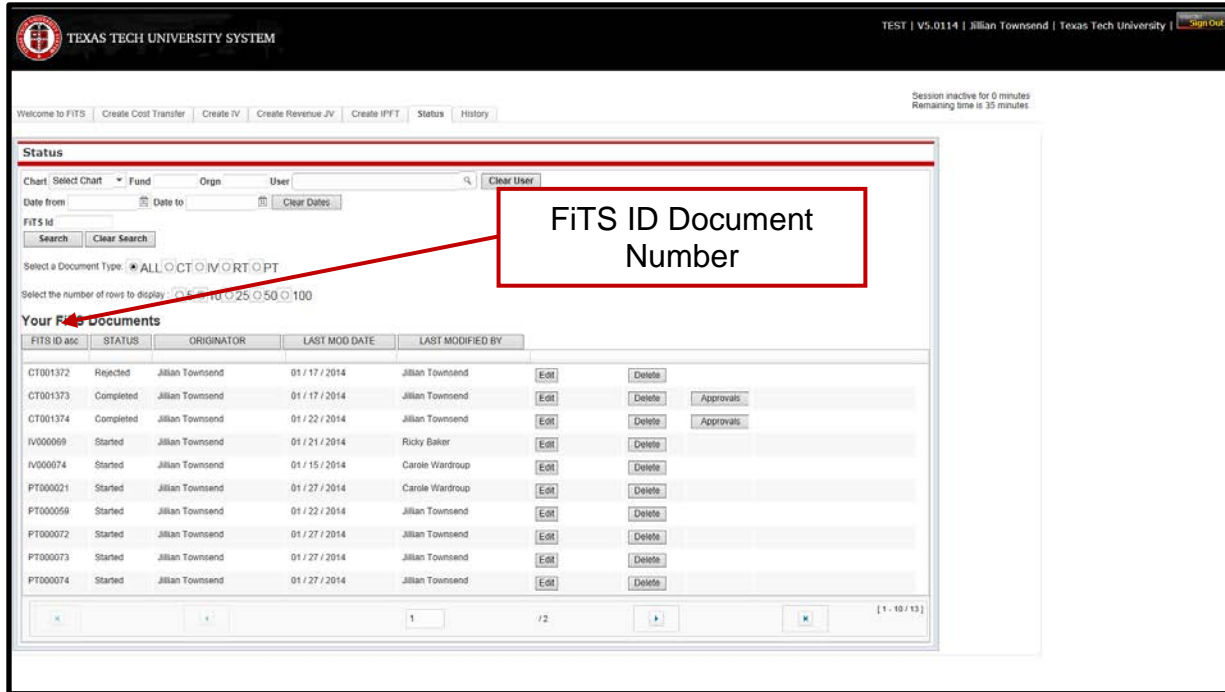 TEXAS TECH UNIVERSITY SYSTEM
TEST | V5.0114 | Jillian Townsend | Texas Tech University | Sign Out
Session inactive for 0 minutes
Remaining time is 35 minutes
Welcome to FiTS | Create Cost Transfer | Create IV | Create Revenue JV | Create IPFT | Status | History
Status
Chart Select Chart Fund Orgn User Clear User
Date from Date to Clear Dates
FiTS Id
Search Clear Search
FiTS ID Document
Number
Select a Document Type: ALL CT IV RT PT
Select the number of rows to display : 5 10 25 50 100
Your FiTS Documents
FITS ID asc STATUS ORIGINATOR LAST MOD DATE LAST MODIFIED BY
CT001372 Rejected Jillian Townsend 01 / 17 / 2014 Jillian Townsend Edit Delete
CT001373 Completed Jillian Townsend 01 / 17 / 2014 Jillian Townsend Edit Delete Approvals
CT001374 Completed Jillian Townsend 01 / 22 / 2014 Jillian Townsend Edit Delete Approvals
IV000069 Started Jillian Townsend 01 / 21 / 2014 Ricky Baker Edit Delete
IV000074 Started Jillian Townsend 01 / 15 / 2014 Carole Wardroup Edit Delete
PT000021 Started Jillian Townsend 01 / 27 / 2014 Carole Wardroup Edit Delete
PT000059 Started Jillian Townsend 01 / 22 / 2014 Jillian Townsend Edit Delete
PT000072 Started Jillian Townsend 01 / 27 / 2014 Jillian Townsend Edit Delete
PT000073 Started Jillian Townsend 01 / 27 / 2014 Jillian Townsend Edit Delete
PT000074 Started Jillian Townsend 01 / 27 / 2014 Jillian Townsend Edit Delete
1 / 2 [ 1 - 10 / 13 ]